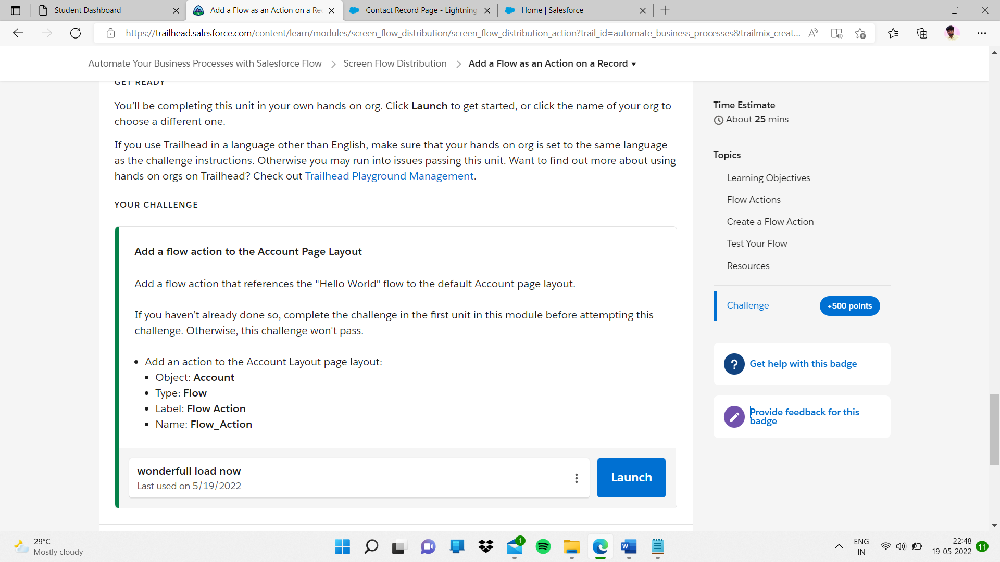 Student Dashboard
Add a Flow as an Action on a Rec
Contact Record Page - Lightning
Home | Salesforce
https://trailhead.salesforce.com/content/learn/modules/screen_flow_distribution/screen_flow_distribution_action?trail_id=automate_business_processes&trailmix_creat...
Automate Your Business Processes with Salesforce Flow
Screen Flow Distribution
Add a Flow as an Action on a Record
GET READY
You’ll be completing this unit in your own hands-on org. Click Launch to get started, or click the name of your org to
choose a different one.
If you use Trailhead in a language other than English, make sure that your hands-on org is set to the same language
as the challenge instructions. Otherwise you may run into issues passing this unit. Want to find out more about using
hands-on orgs on Trailhead? Check out Trailhead Playground Management.
YOUR CHALLENGE
Add a flow action to the Account Page Layout
Add a flow action that references the "Hello World" flow to the default Account page layout.
If you haven’t already done so, complete the challenge in the first unit in this module before attempting this
challenge. Otherwise, this challenge won't pass.
Add an action to the Account Layout page layout:
Object: Account
Type: Flow
Label: Flow Action
Name: Flow_Action
wonderfull load now
Last used on 5/19/2022
Launch
Time Estimate
About 25 mins
Topics
Learning Objectives
Flow Actions
Create a Flow Action
Test Your Flow
Resources
Challenge
+500 points
Get help with this badge
Provide feedback for this
badge
29°C
Mostly cloudy
1
ENG
IN
22:48
19-05-2022
11